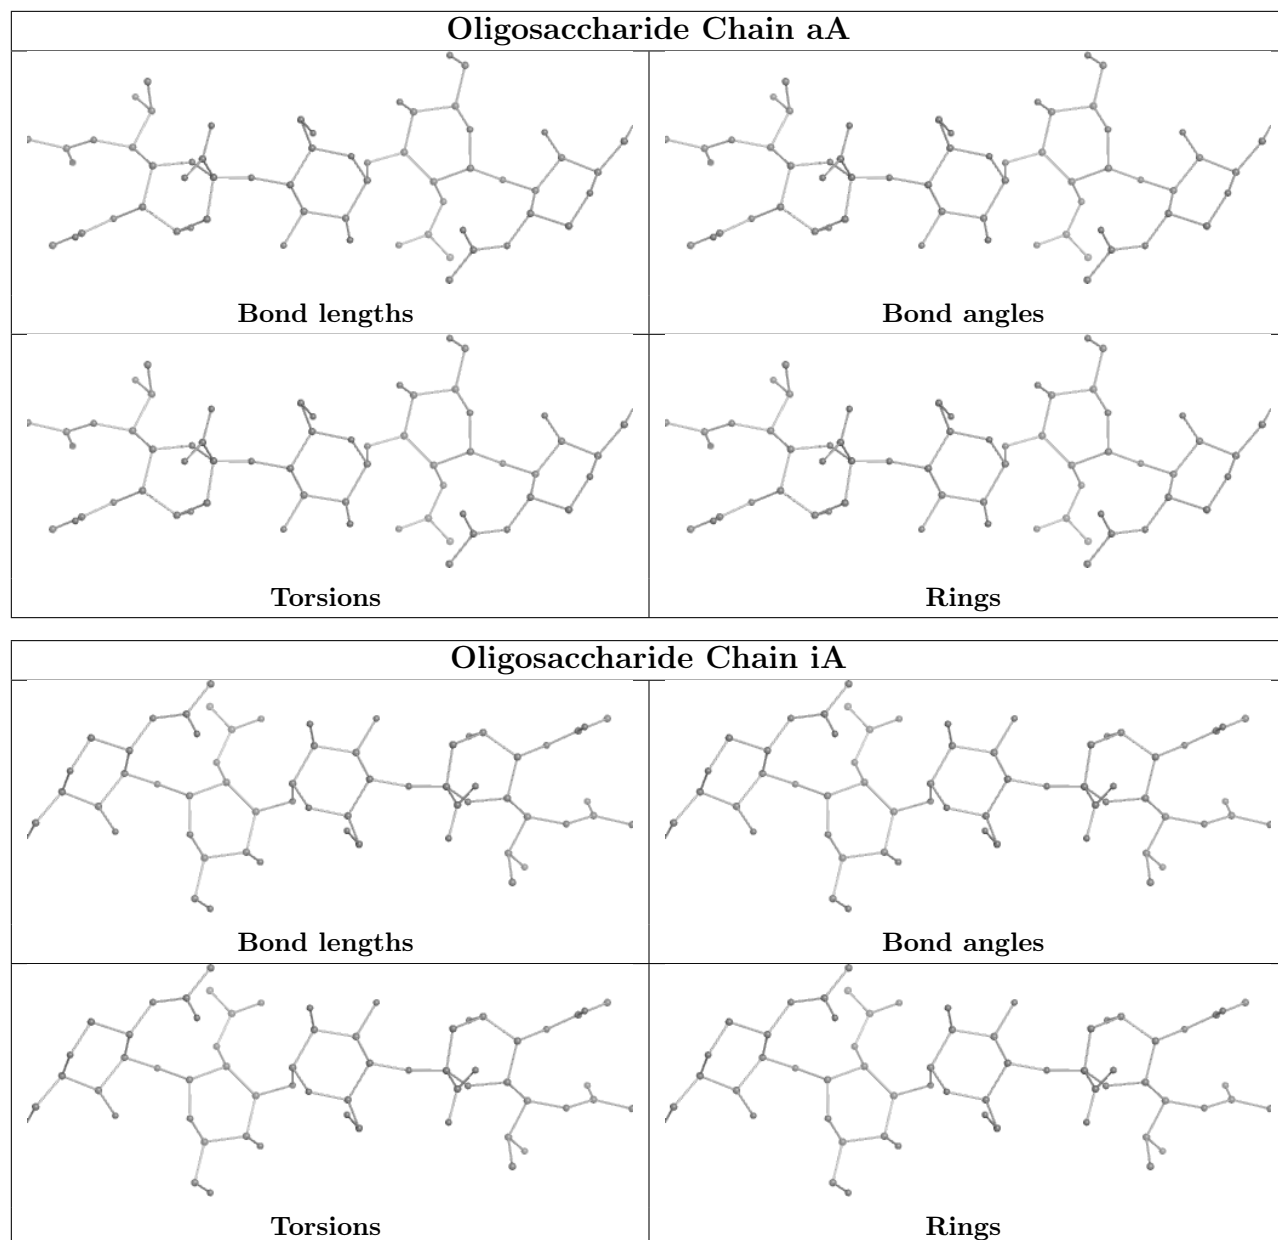 Oligosaccharide Chain aA
Bond lengths
Bond angles
Torsions
Rings
Oligosaccharide Chain iA
Bond lengths
Bond angles
Torsions
Rings